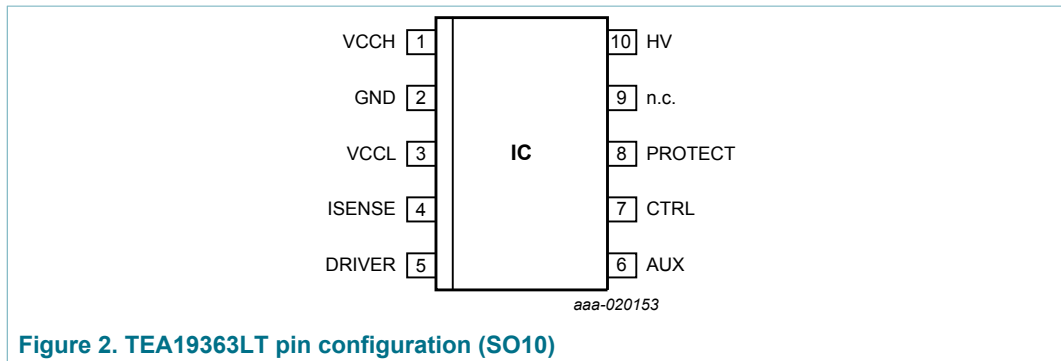 VCCH 1 10 HV
GND 2 9 n.c.
VCCL 3 IC 8 PROTECT
ISENSE 4 7 CTRL
DRIVER 5 6 AUX
aaa-020153
Figure 2. TEA19363LT pin configuration (SO10)